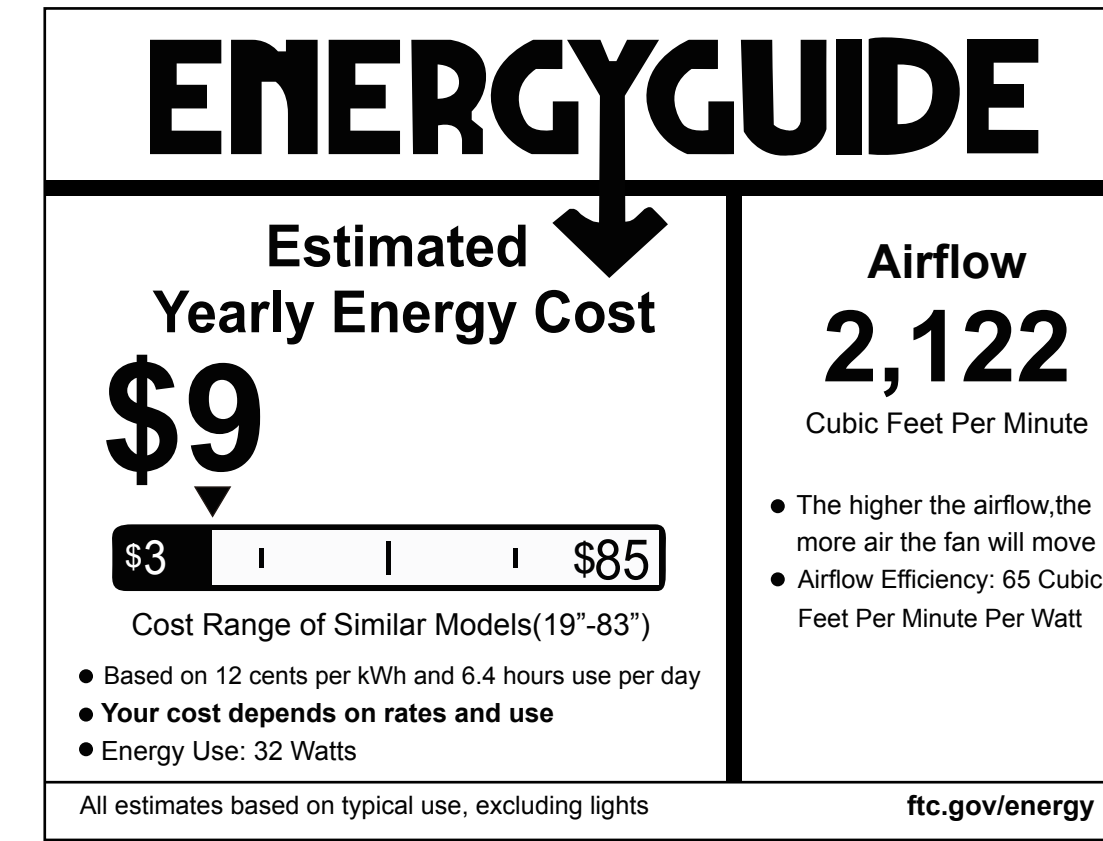 ENERGYGUIDE
Estimated
Yearly Energy Cost
$9
$3 $85
Cost Range of Similar Models(19”-83”)
● Based on 12 cents per kWh and 6.4 hours use per day
● Your cost depends on rates and use
● Energy Use: 32 Watts
Airflow
2,122
Cubic Feet Per Minute
● The higher the airflow,the
more air the fan will move
● Airflow Efficiency: 65 Cubic
Feet Per Minute Per Watt
All estimates based on typical use, excluding lights
ftc.gov/energy